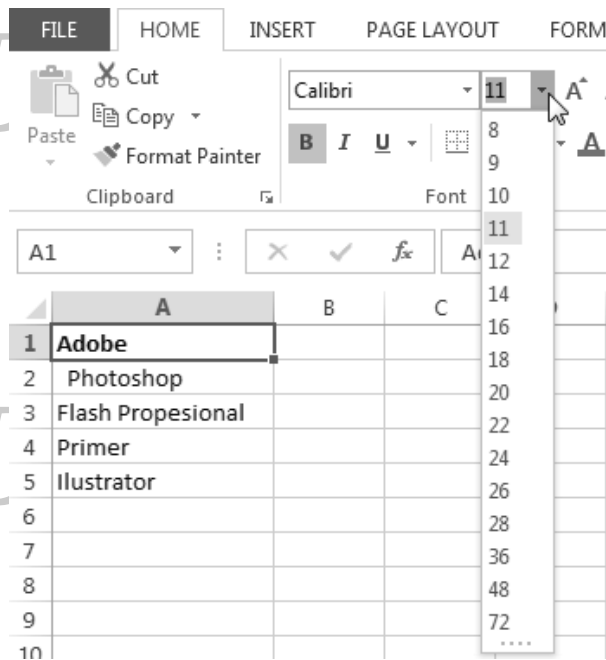 FILE HOME INSERT PAGE LAYOUT FORM
Cut
Copy
Paste
Format Painter
Clipboard
Calibri 11
B I U A A
Font
8
9
10
11
12
14
16
18
20
22
24
26
28
36
48
72
A1 fx
A B C
1 Adobe
2 Photoshop
3 Flash Propesional
4 Primer
5 Ilustrator
6
7
8
9
10